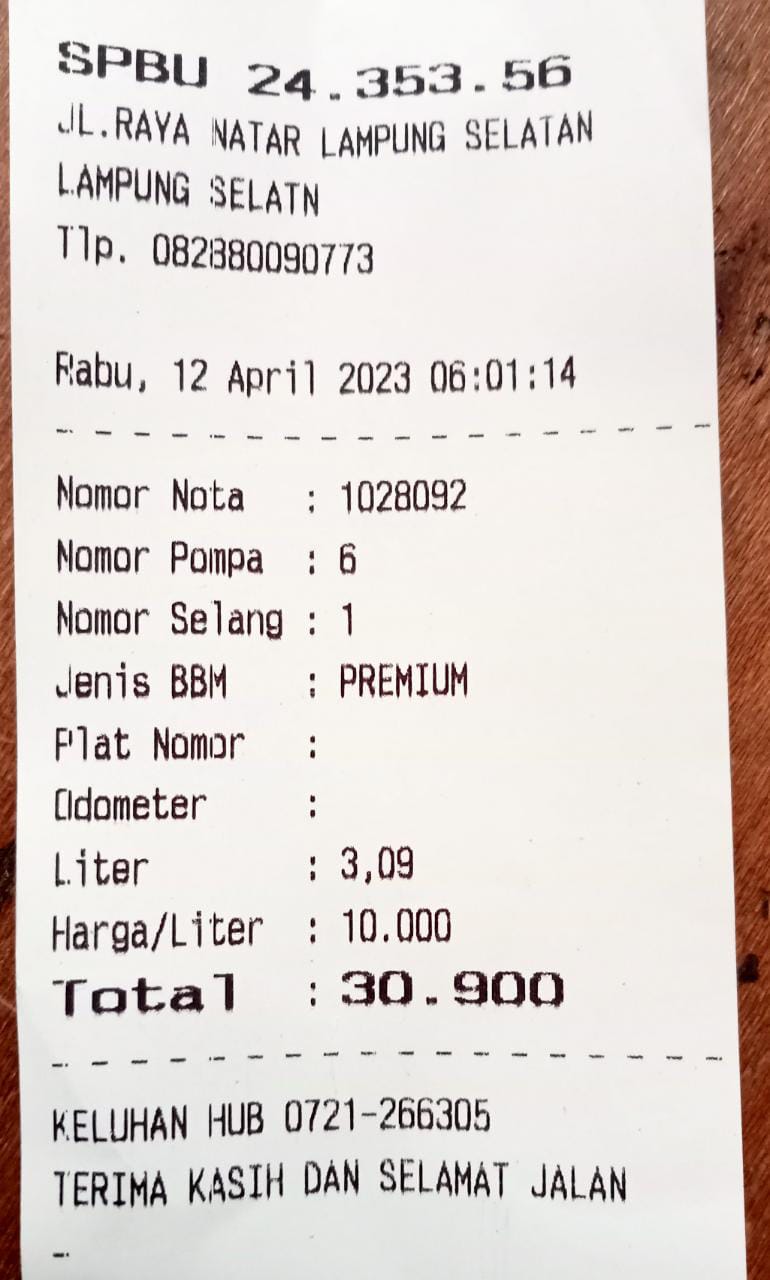 SPBU 24.353.56
JL.RAYA NATAR LAMPUNG SELATAN
LAMPUNG SELATN
Tlp. 082880090773
Rabu, 12 April 2023 06:01:14
Nomor Nota : 1028092
Nomor Pompa : 6
Nomor Selang : 1
Jenis BBM : PREMIUM
Plat Nomor :
Odometer :
Liter : 3,09
Harga/Liter : 10.000
Total : 30.900
KELUHAN HUB 0721-266305
TERIMA KASIH DAN SELAMAT JALAN